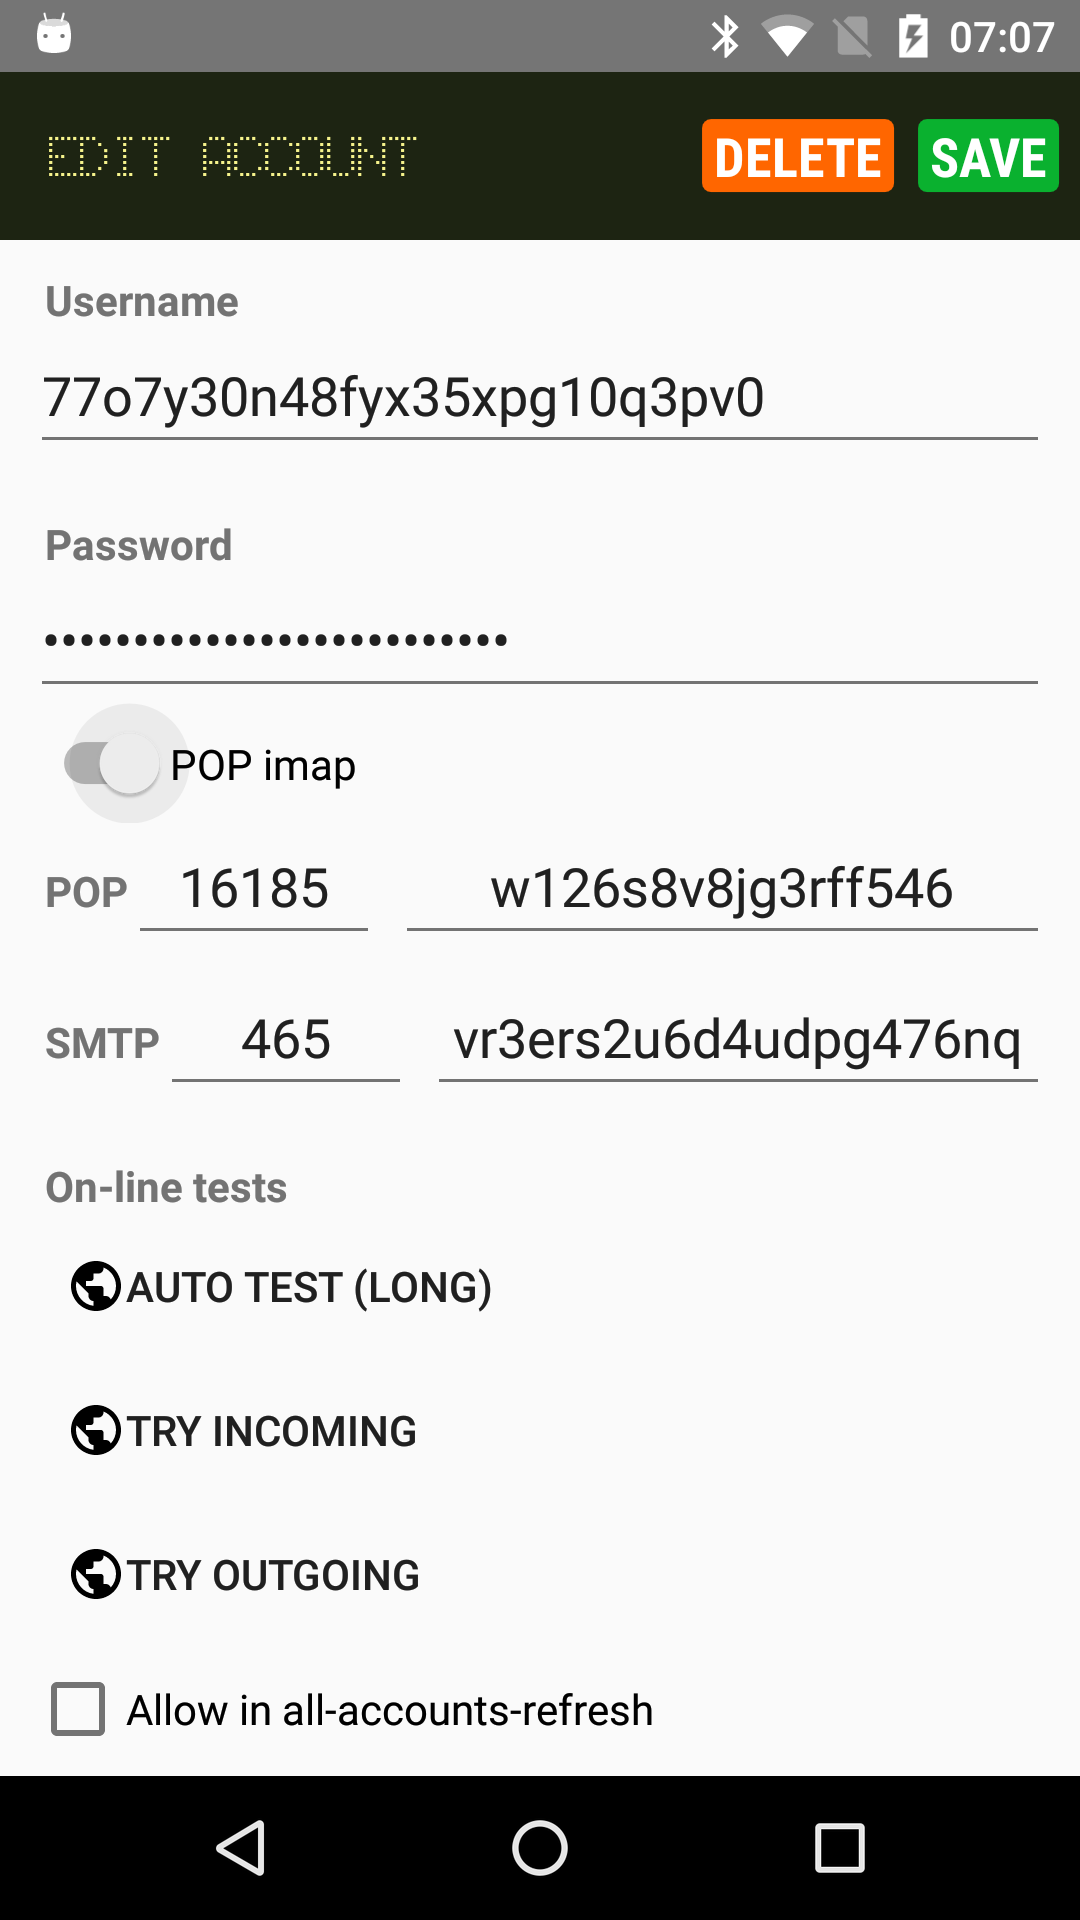 07:07
EDIT ACCOUNT DELETE SAVE
Username
77o7y30n48fyx35xpg10q3pv0
Password
••••••••••••••••••••••••••
POP imap
POP 16185 w126s8v8jg3rff546
SMTP 465 vr3ers2u6d4udpg476nq
On-line tests
AUTO TEST (LONG)
TRY INCOMING
TRY OUTGOING
Allow in all-accounts-refresh